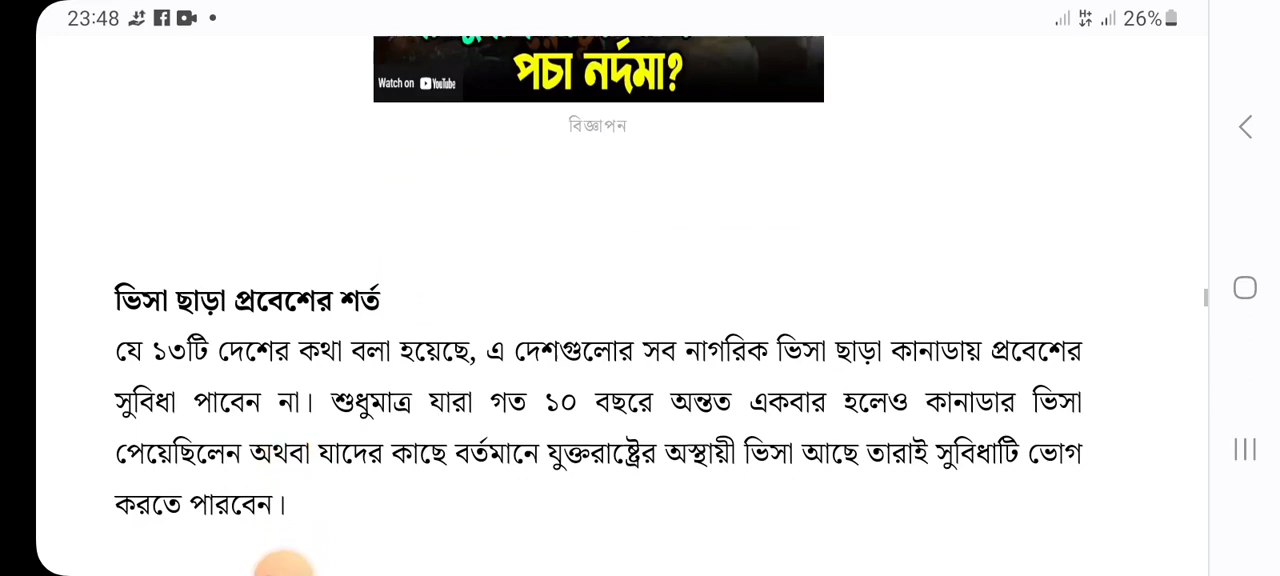 23:48
26%
পচা নর্দমা?
Watch on YouTube
বিজ্ঞাপন
ভিসা ছাড়া প্রবেশের শর্ত
যে ১৩টি দেশের কথা বলা হয়েছে, এ দেশগুলোর সব নাগরিক ভিসা ছাড়া কানাডায় প্রবেশের
সুবিধা পাবেন না। শুধুমাত্র যারা গত ১০ বছরে অন্তত একবার হলেও কানাডার ভিসা
পেয়েছিলেন অথবা যাদের কাছে বর্তমানে যুক্তরাষ্ট্রের অস্থায়ী ভিসা আছে তারাই সুবিধাটি ভোগ
করতে পারবেন।